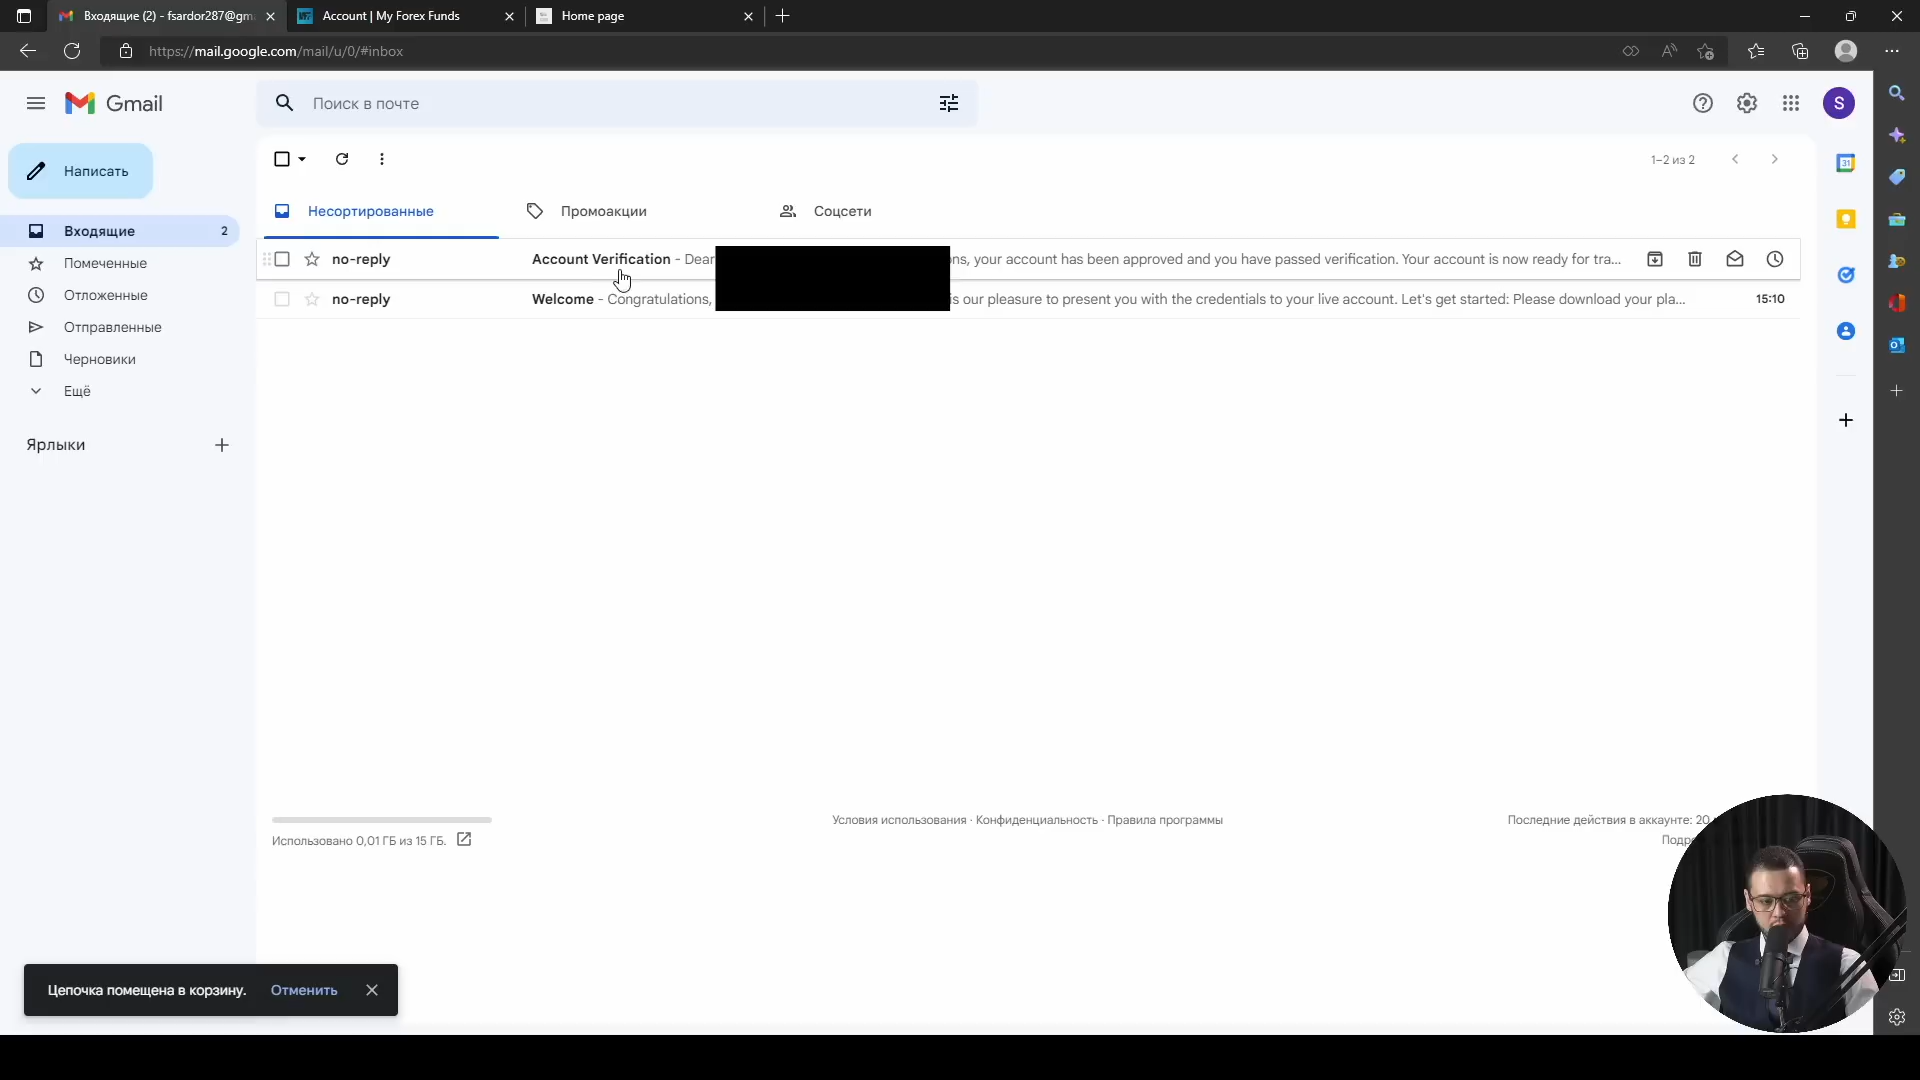 Входящие (2) - fsardor287@gm
Account | My Forex Funds
Home page
https://mail.google.com/mail/u/0/#inbox
Gmail
Поиск в почте
S
Написать
1–2 из 2
31
Несортированные
Промоакции
Соцсети
Входящие 2
no-reply Account Verification - Dear ns, your account has been approved and you have passed verification. Your account is now ready for tra...
Помеченные
Отложенные
no-reply Welcome - Congratulations, is our pleasure to present you with the credentials to your live account. Let's get started: Please download your pla... 15:10
Отправленные
Черновики
Ещё
Ярлыки
Условия использования · Конфиденциальность · Правила программы
Последние действия в аккаунте: 20
Использовано 0,01 ГБ из 15 ГБ.
Подр
Цепочка помещена в корзину. Отменить